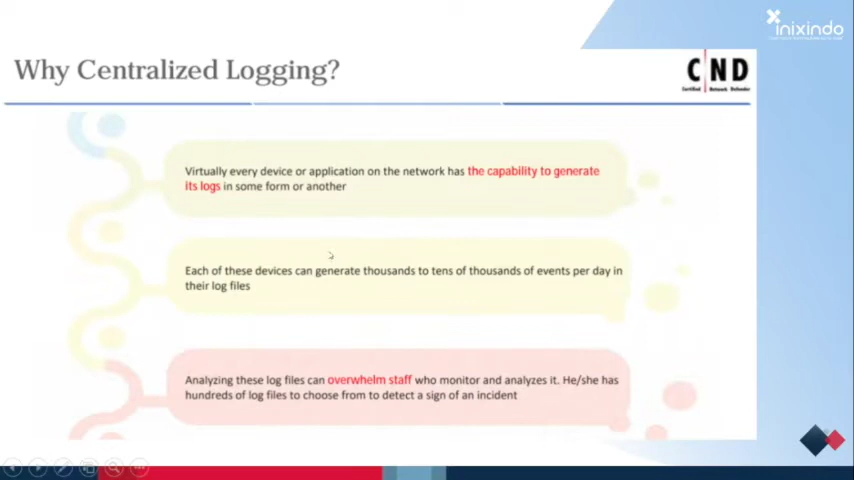 inixindo
Why Centralized Logging?
CND
Certified Network Defender
Virtually every device or application on the network has the capability to generate
its logs in some form or another
Each of these devices can generate thousands to tens of thousands of events per day in
their log files
Analyzing these log files can overwhelm staff who monitor and analyzes it. He/she has
hundreds of log files to choose from to detect a sign of an incident